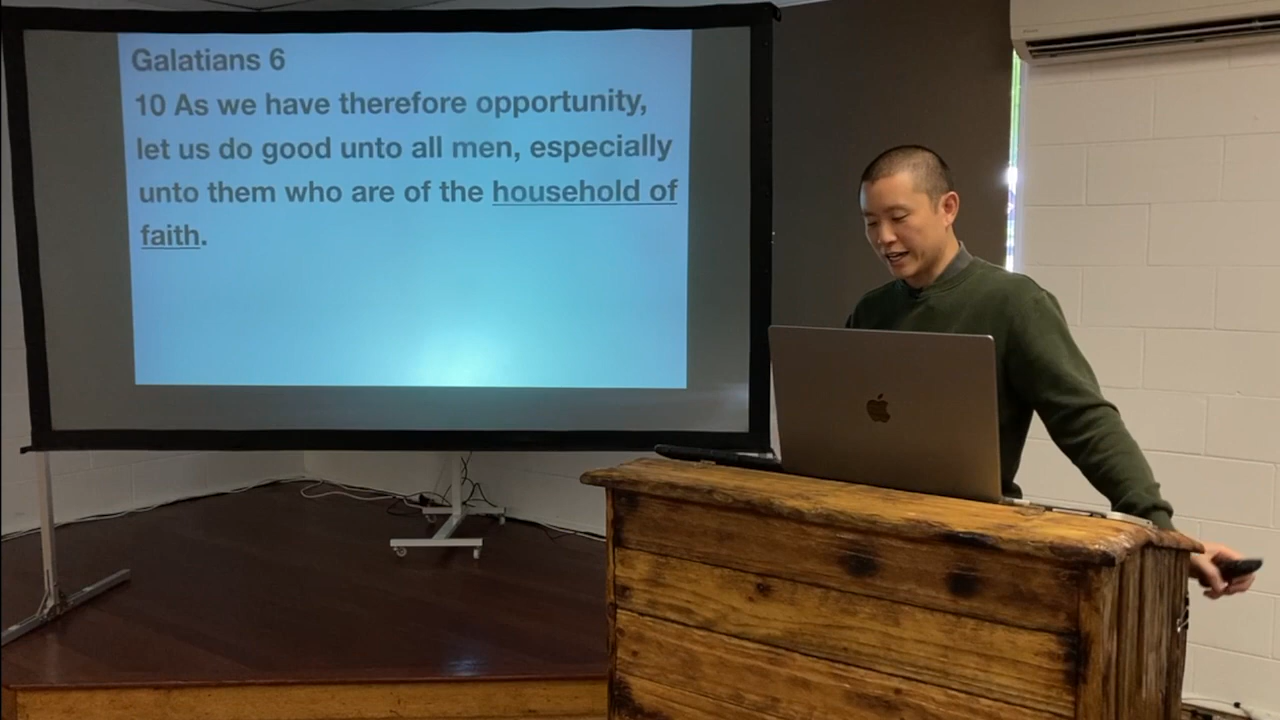 Galatians 6
10 As we have therefore opportunity,
let us do good unto all men, especially
unto them who are of the household of
faith.